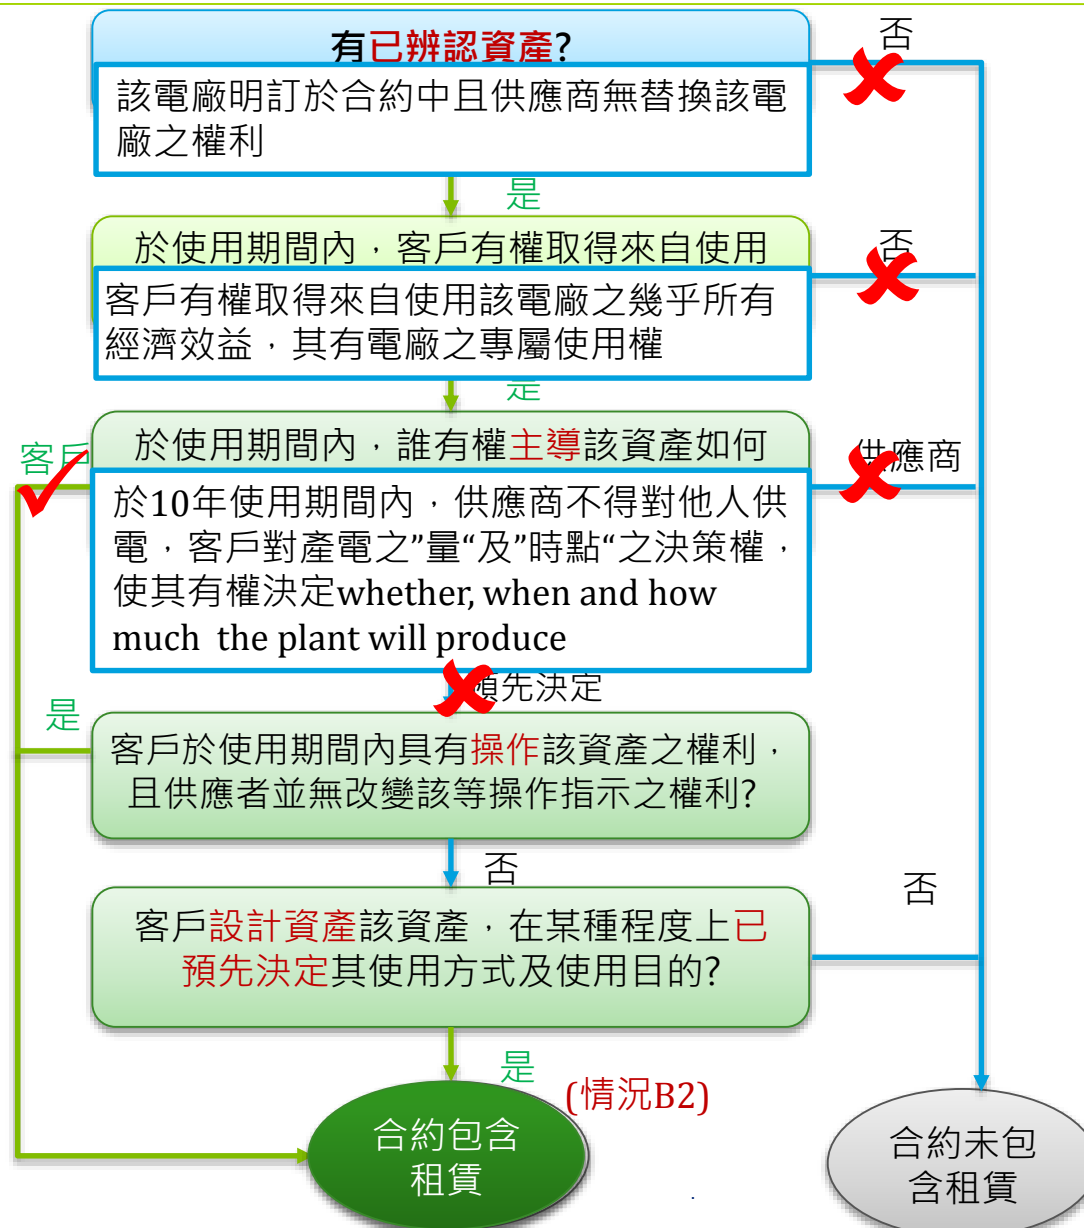 有已辨認資產?
否
該電廠明訂於合約中且供應商無替換該電
廠之權利
是
於使用期間內，客戶有權取得來自使用
否
客戶有權取得來自使用該電廠之幾乎所有
經濟效益，其有電廠之專屬使用權
是
於使用期間內，誰有權主導該資產如何
客戶
供應商
於10年使用期間內，供應商不得對他人供
電，客戶對產電之”量“及”時點“之決策權，
使其有權決定whether, when and how
much the plant will produce
預先決定
是
客戶於使用期間內具有操作該資產之權利，
且供應者並無改變該等操作指示之權利?
否
否
客戶設計資產該資產，在某種程度上已
預先決定其使用方式及使用目的?
是
(情況B2)
合約包含
租賃
合約未包
含租賃